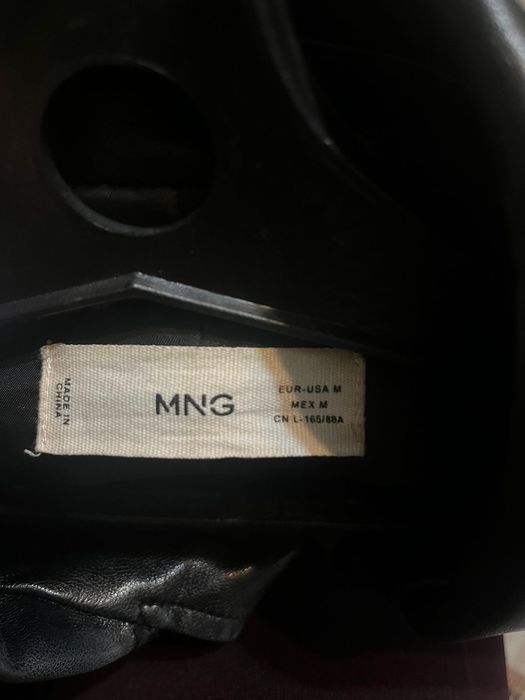 MADE IN
CHINA
MNG
EUR-USA M
MEX M
CN L-165/88A